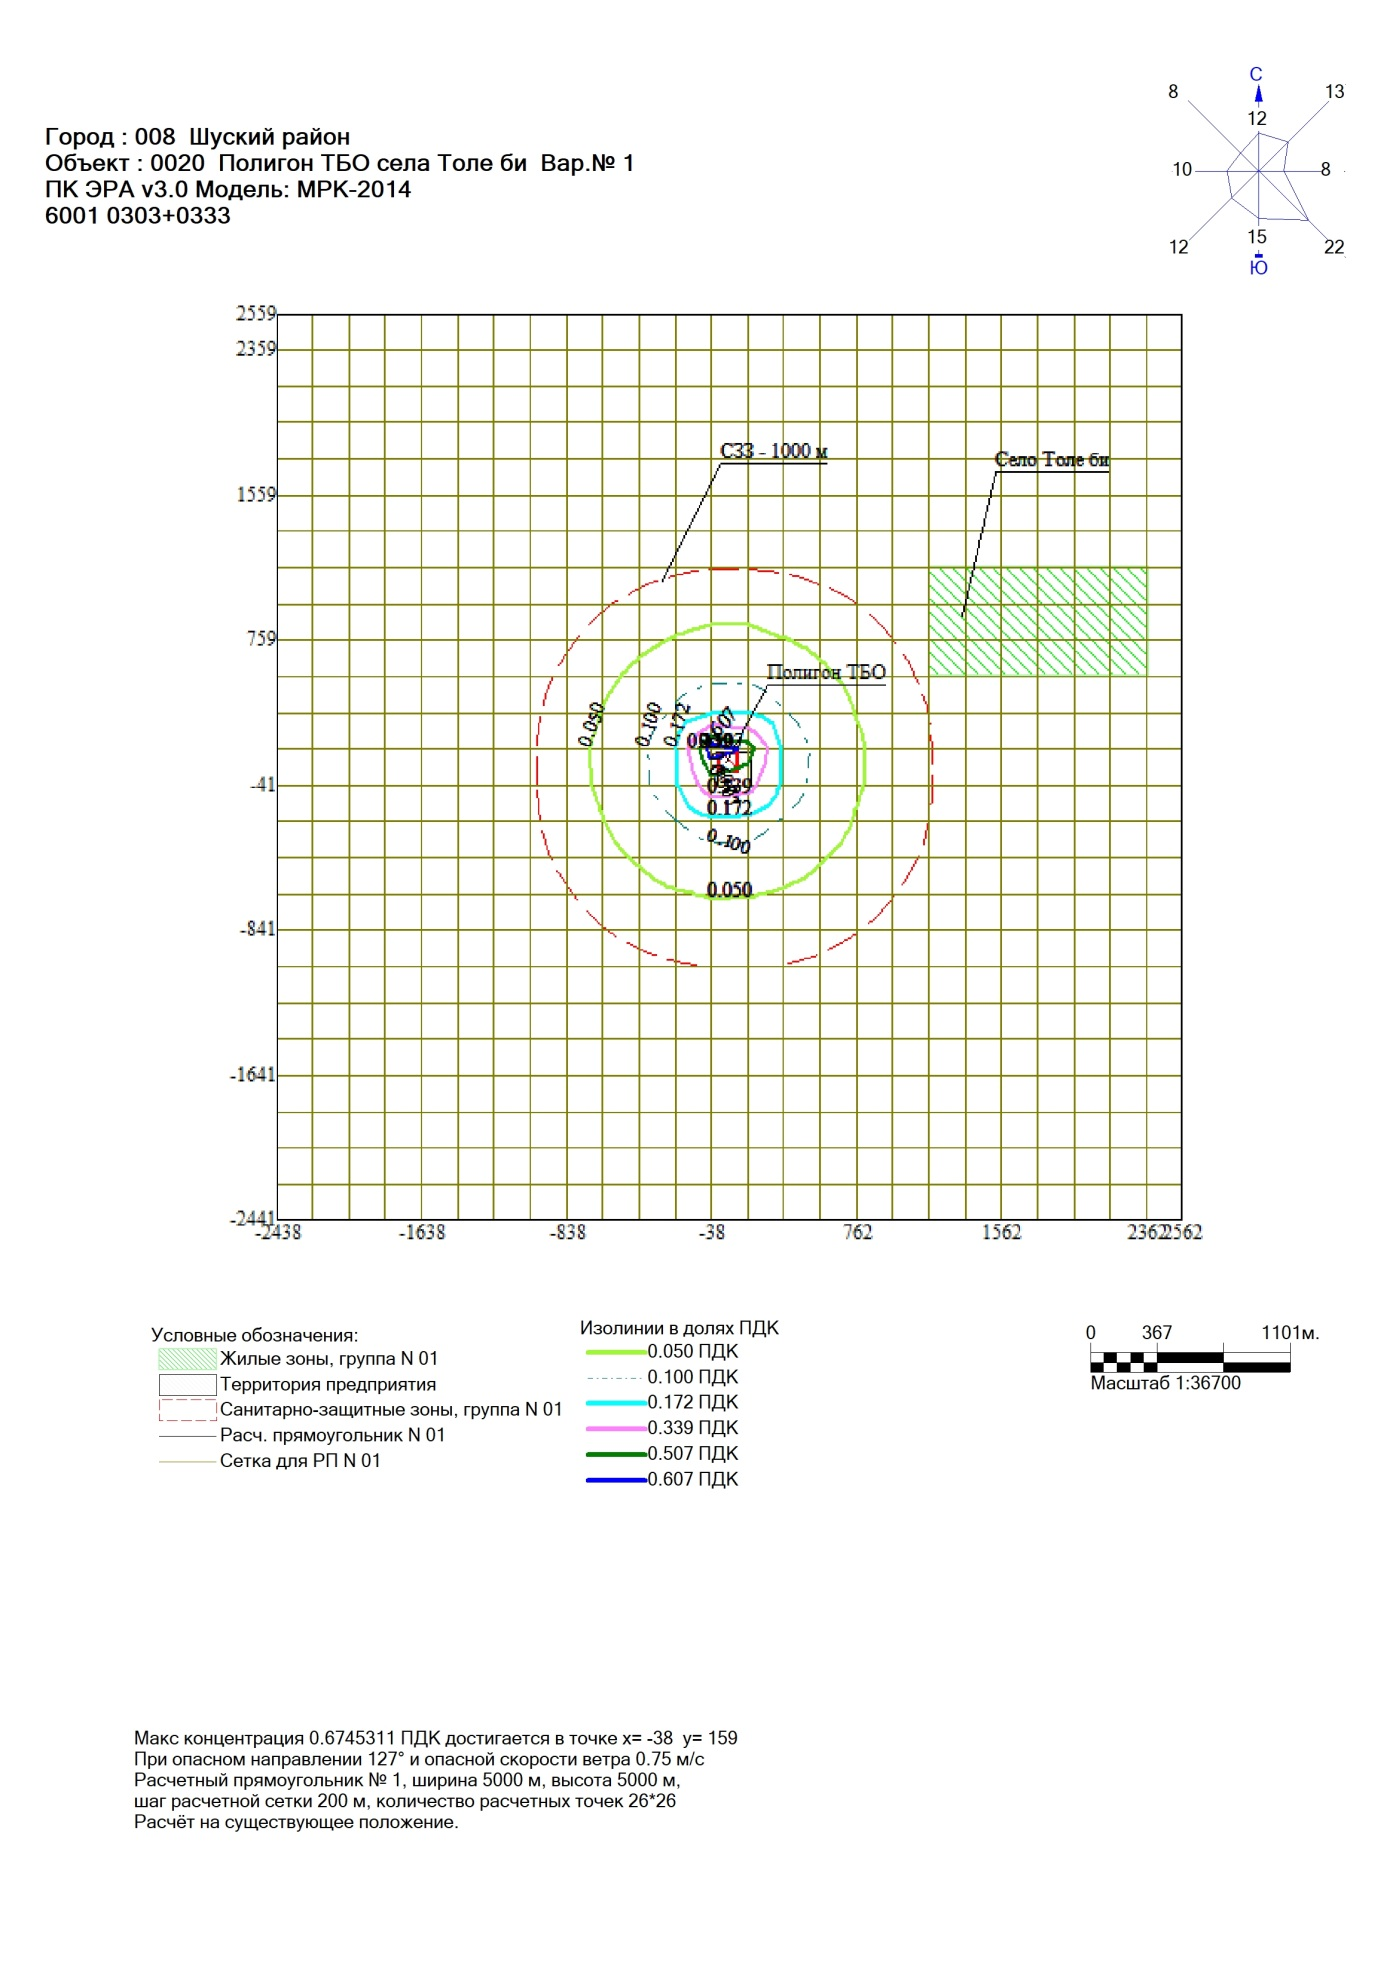 С
8
13
12
10
8
12
15
22
Ю
Город : 008 Шуский район
Объект : 0020 Полигон ТБО села Толе би Вар.№ 1
ПК ЭРА v3.0 Модель: МРК-2014
6001 0303+0333
2559
2359
СЗЗ - 1000 м
Село Толе би
1559
759
Полигон ТБО
0.050
0.100
0.172
-41
0.339
0.172
0.100
0.050
-841
-1641
-2441
-2438
-1638
-838
-38
762
1562
2362
2562
Условные обозначения:
Жилые зоны, группа N 01
Территория предприятия
Санитарно-защитные зоны, группа N 01
Расч. прямоугольник N 01
Сетка для РП N 01
Изолинии в долях ПДК
0.050 ПДК
0.100 ПДК
0.172 ПДК
0.339 ПДК
0.507 ПДК
0.607 ПДК
0 367 1101м.
Масштаб 1:36700
Макс концентрация 0.6745311 ПДК достигается в точке x= -38 y= 159
При опасном направлении 127° и опасной скорости ветра 0.75 м/с
Расчетный прямоугольник № 1, ширина 5000 м, высота 5000 м,
шаг расчетной сетки 200 м, количество расчетных точек 26*26
Расчёт на существующее положение.